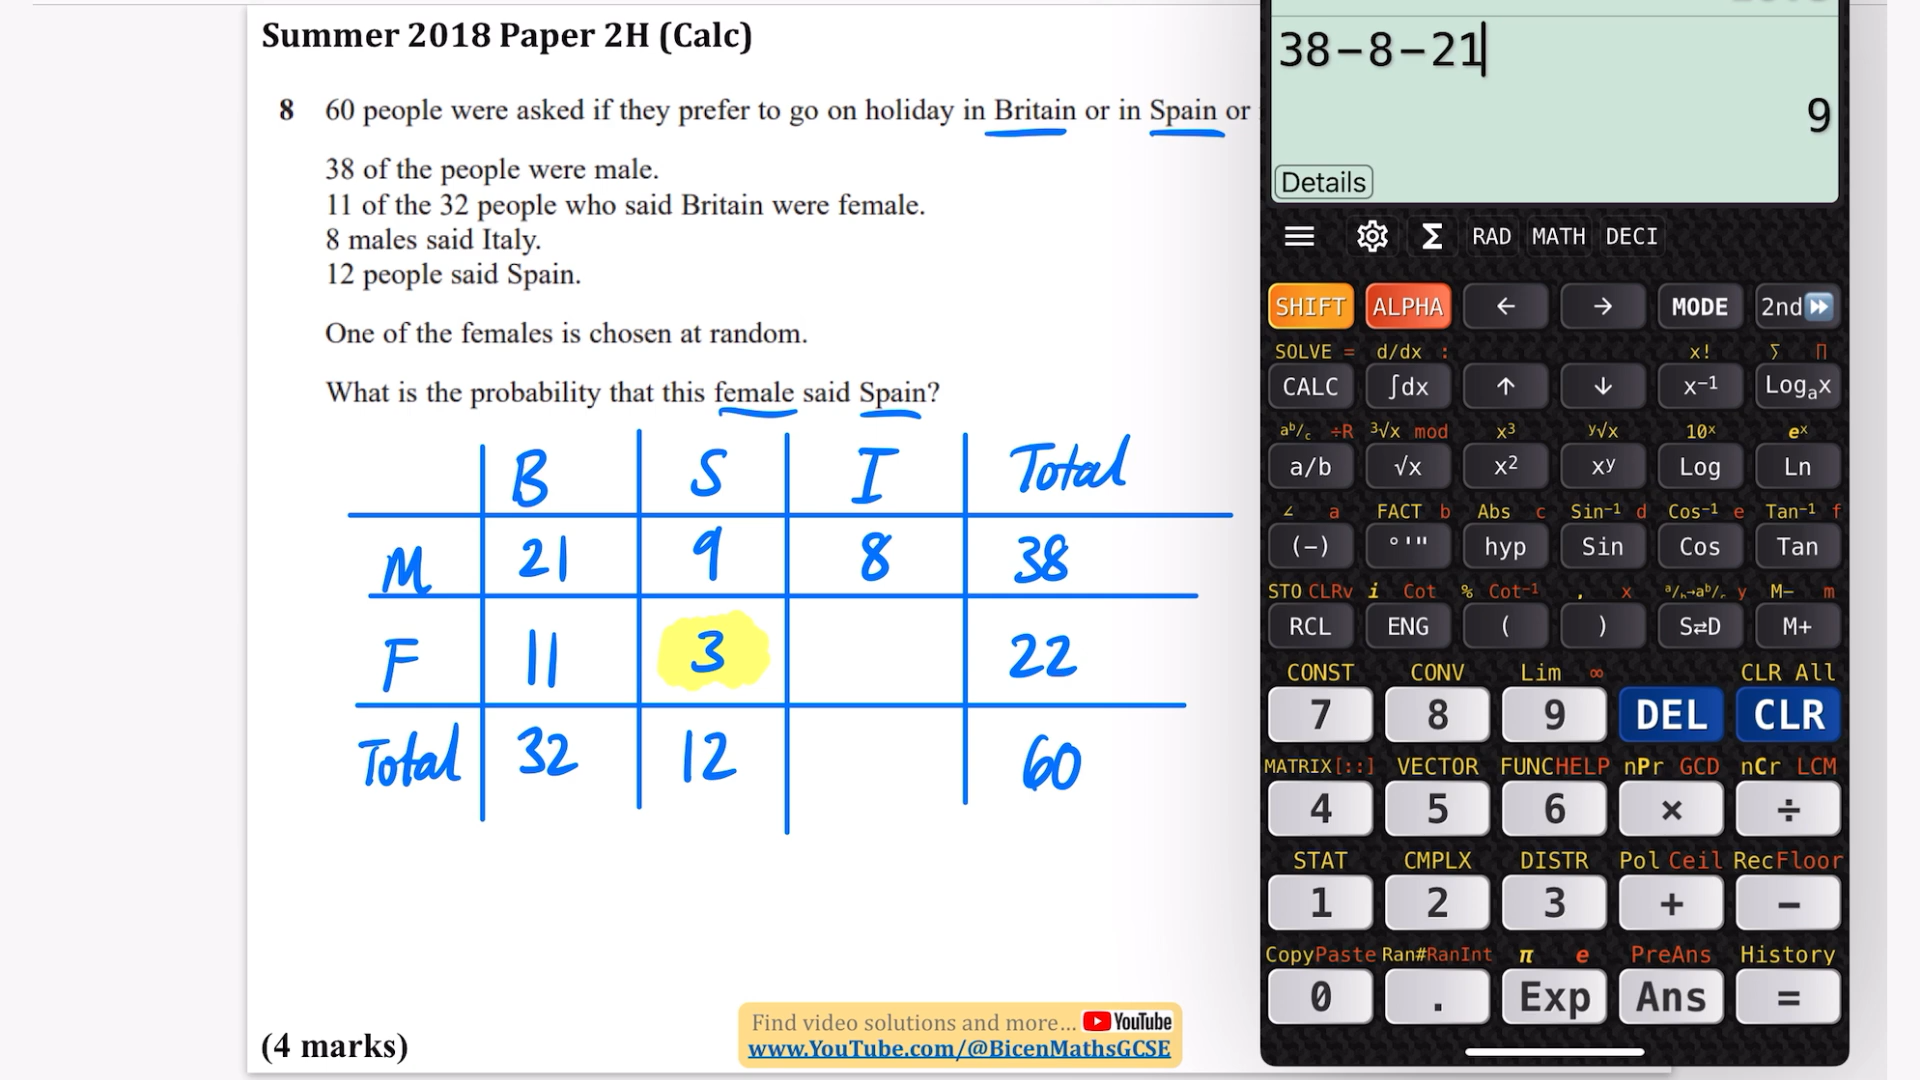 Summer 2018 Paper 2H (Calc)
8 60 people were asked if they prefer to go on holiday in Britain or in Spain or
38 of the people were male.
11 of the 32 people who said Britain were female.
8 males said Italy.
12 people said Spain.
One of the females is chosen at random.
What is the probability that this female said Spain?
B S I Total
M 21 9 8 38
F 11 3 22
Total 32 12 60
(4 marks)
Find video solutions and more... YouTube
www.YouTube.com/@BicenMathsGCSE
38−8−21
9
Details
RAD MATH DECI
SHIFT ALPHA ← → MODE 2nd
SOLVE = d/dx : x! ∑ ∏
CALC ∫dx ↑ ↓ x⁻¹ Logₐx
aᵇ/c ÷R ³√x mod x³ ʸ√x 10ˣ eˣ
a/b √x x² xʸ Log Ln
∠ a FACT b Abs c Sin⁻¹ d Cos⁻¹ e Tan⁻¹ f
(−) °'" hyp Sin Cos Tan
STO CLRv i Cot % Cot⁻¹ , x y M− m
RCL ENG ( ) S⇄D M+
CONST CONV Lim ∞ CLR All
7 8 9 DEL CLR
MATRIX[::] VECTOR FUNCHELP nPr GCD nCr LCM
4 5 6 × ÷
STAT CMPLX DISTR Pol Ceil RecFloor
1 2 3 + −
CopyPaste Ran#RanInt π e PreAns History
0 . Exp Ans =